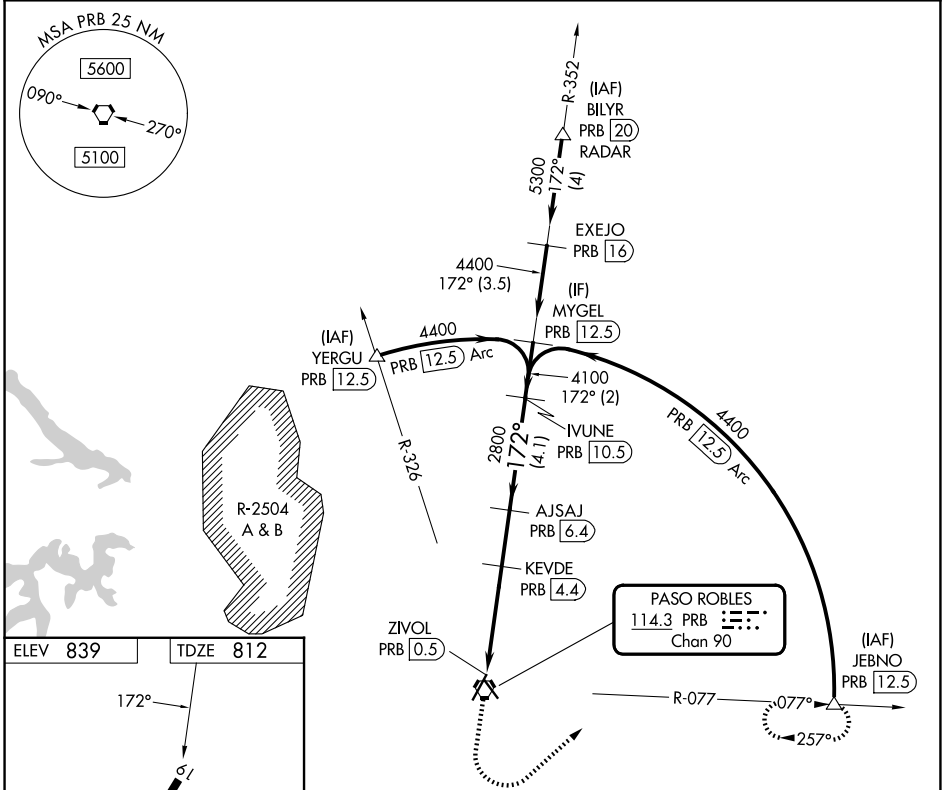 MSA PRB 25 NM
5600
090°
270°
5100
R-352
(IAF)
BILYR
PRB 20
RADAR
5300
172°
(4)
EXEJO
PRB 16
4400
172° (3.5)
(IF)
MYGEL
PRB 12.5
(IAF)
YERGU
PRB 12.5
4400
PRB 12.5 Arc
4100
172° (2)
IVUNE
PRB 10.5
4400
PRB 12.5 Arc
R-326
2800
172°
(4.1)
R-2504
A & B
AJSAJ
PRB 6.4
KEVDE
PRB 4.4
PASO ROBLES
114.3 PRB
Chan 90
ZIVOL
PRB 0.5
(IAF)
JEBNO
PRB 12.5
R-077
077°
257°
ELEV 839
TDZE 812
172°
19